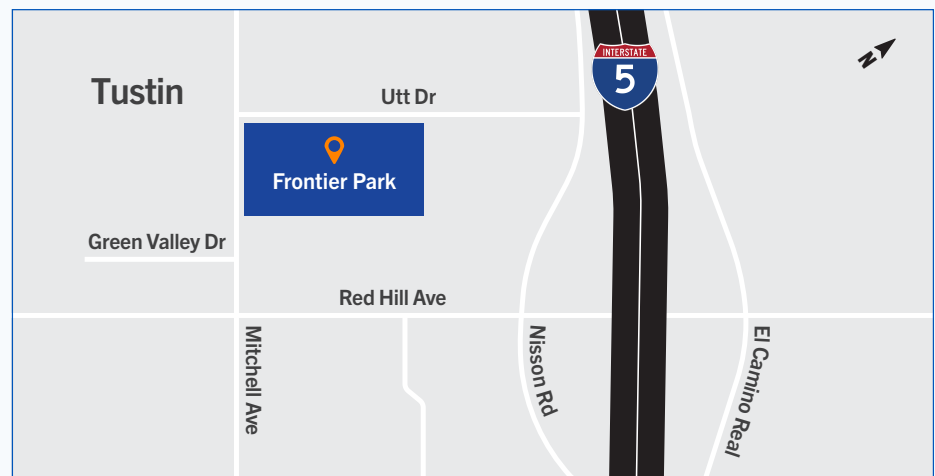 INTERSTATE
5
N
Tustin
Utt Dr
Frontier Park
Green Valley Dr
Red Hill Ave
Mitchell Ave
Nisson Rd
El Camino Real